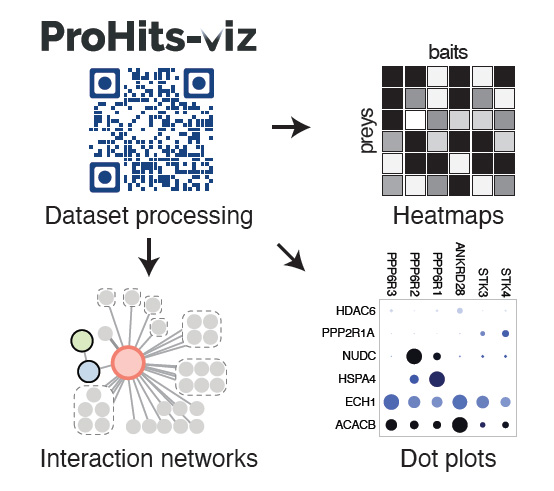 ProHits-viz
baits
preys
Dataset processing
Heatmaps
PPP6R3
PPP6R2
PPP6R1
ANKRD28
STK3
STK4
HDAC6
PPP2R1A
NUDC
HSPA4
ECH1
ACACB
Interaction networks
Dot plots